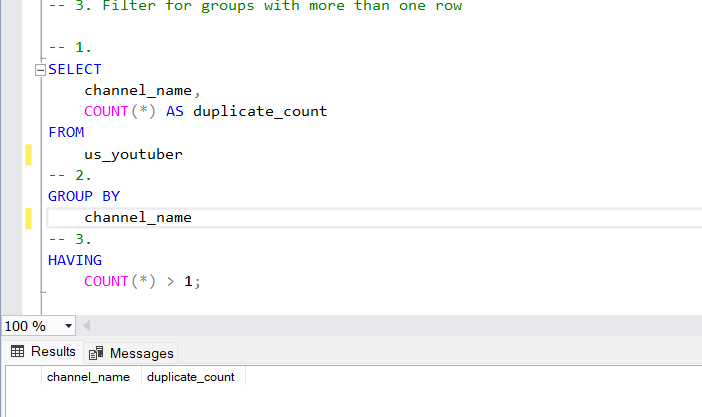 -- 3. Filter for groups with more than one row
-- 1.
SELECT
channel_name,
COUNT(*) AS duplicate_count
FROM
us_youtuber
-- 2.
GROUP BY
channel_name
-- 3.
HAVING
COUNT(*) > 1;
100 %
Results Messages
channel_name duplicate_count